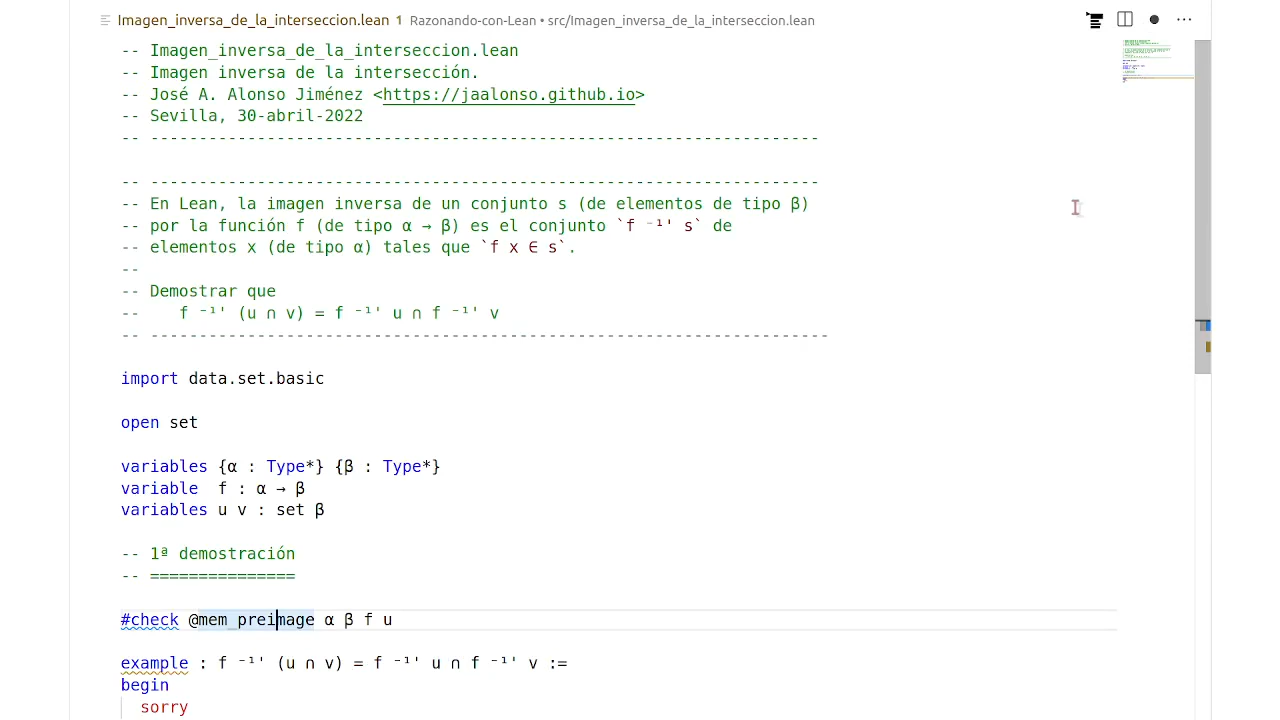 Imagen_inversa_de_la_interseccion.lean 1 Razonando-con-Lean • src/Imagen_inversa_de_la_interseccion.lean
-- Imagen_inversa_de_la_interseccion.lean
-- Imagen inversa de la intersección.
-- José A. Alonso Jiménez <https://jaalonso.github.io>
-- Sevilla, 30-abril-2022
-- ---------------------------------------------------------------------
-- ---------------------------------------------------------------------
-- En Lean, la imagen inversa de un conjunto s (de elementos de tipo β)
-- por la función f (de tipo α → β) es el conjunto `f ⁻¹' s` de
-- elementos x (de tipo α) tales que `f x ∈ s`.
--
-- Demostrar que
--    f ⁻¹' (u ∩ v) = f ⁻¹' u ∩ f ⁻¹' v
-- ----------------------------------------------------------------------
import data.set.basic
open set
variables {α : Type*} {β : Type*}
variable  f : α → β
variables u v : set β
-- 1ª demostración
-- ===============
#check @mem_preimage α β f u
example : f ⁻¹' (u ∩ v) = f ⁻¹' u ∩ f ⁻¹' v :=
begin
  sorry